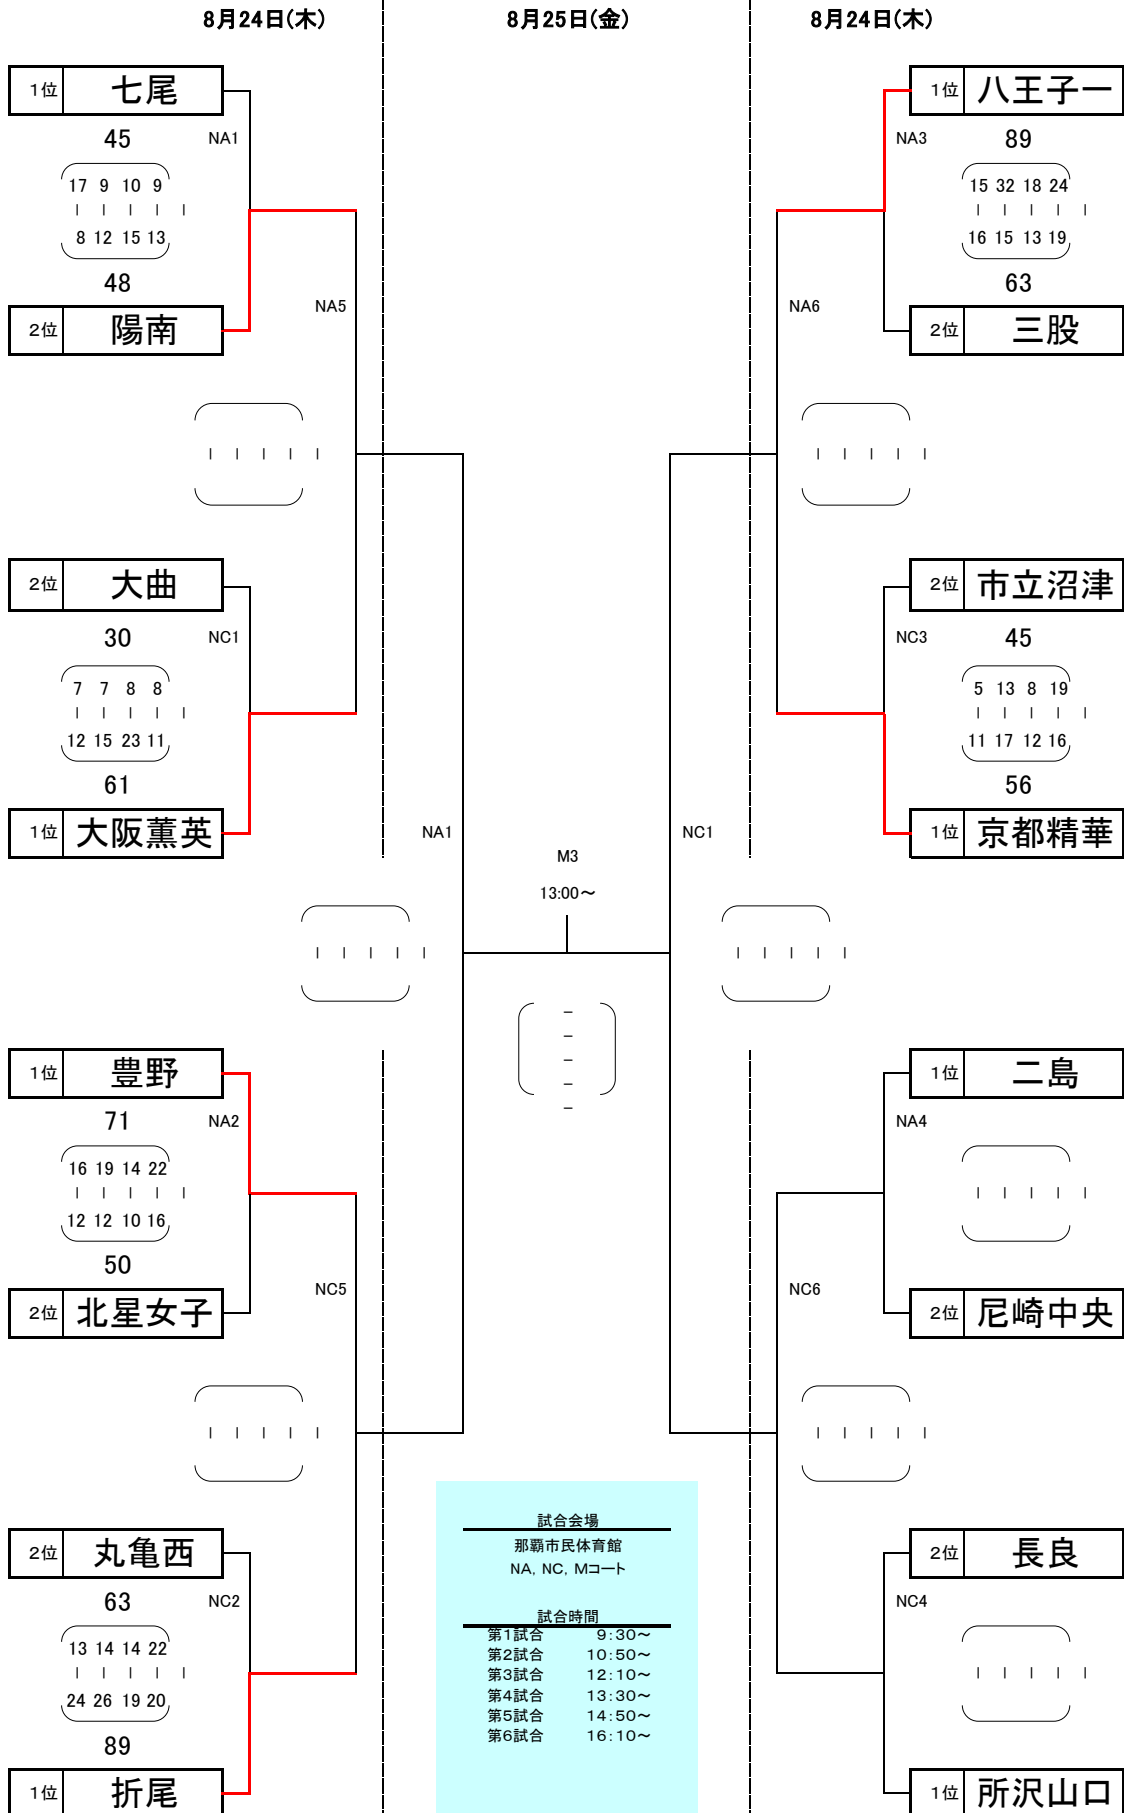 8月24日(木)
8月25日(金)
8月24日(木)
1位 七尾
45
NA1
17 9 10 9
8 12 15 13
48
2位 陽南
NA5
2位 大曲
30
NC1
7 7 8 8
12 15 23 11
61
1位 大阪薫英
NA1
1位 豊野
71
NA2
16 19 14 22
12 12 10 16
50
2位 北星女子
NC5
2位 丸亀西
63
NC2
13 14 14 22
24 26 19 20
89
1位 折尾
M3
13:00～
試合会場
那覇市民体育館
NA, NC, Mコート
試合時間
第1試合 9:30～
第2試合 10:50～
第3試合 12:10～
第4試合 13:30～
第5試合 14:50～
第6試合 16:10～
1位 八王子一
NA3
89
15 32 18 24
16 15 13 19
63
2位 三股
NA6
2位 市立沼津
NC3
45
5 13 8 19
11 17 12 16
56
1位 京都精華
NC1
1位 二島
NA4
2位 尼崎中央
NC6
2位 長良
NC4
1位 所沢山口